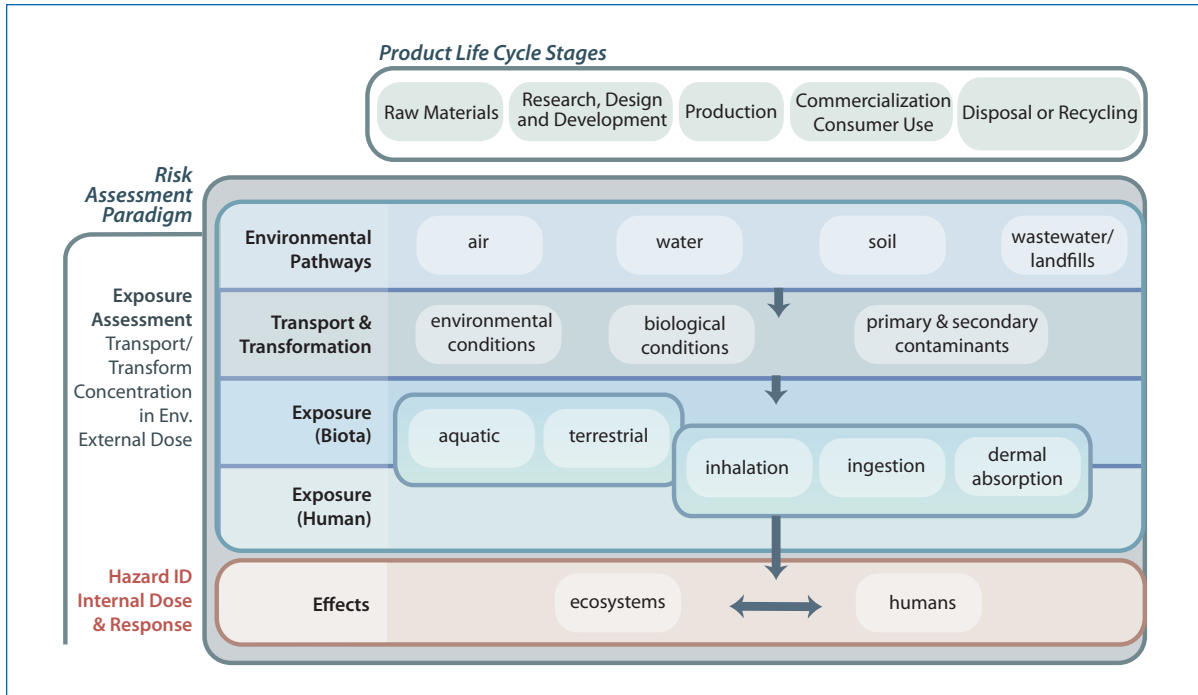 Product Life Cycle Stages
Raw Materials
Research, Design
and Development
Production
Commercialization
Consumer Use
Disposal or Recycling
Risk
Assessment
Paradigm
Environmental
Pathways
air
water
soil
wastewater/
landfills
Exposure
Assessment
Transport/
Transform
Concentration
in Env.
External Dose
Transport &
Transformation
environmental
conditions
biological
conditions
primary & secondary
contaminants
Exposure
(Biota)
aquatic
terrestrial
inhalation
ingestion
dermal
absorption
Exposure
(Human)
Hazard ID
Internal Dose
& Response
Effects
ecosystems
humans